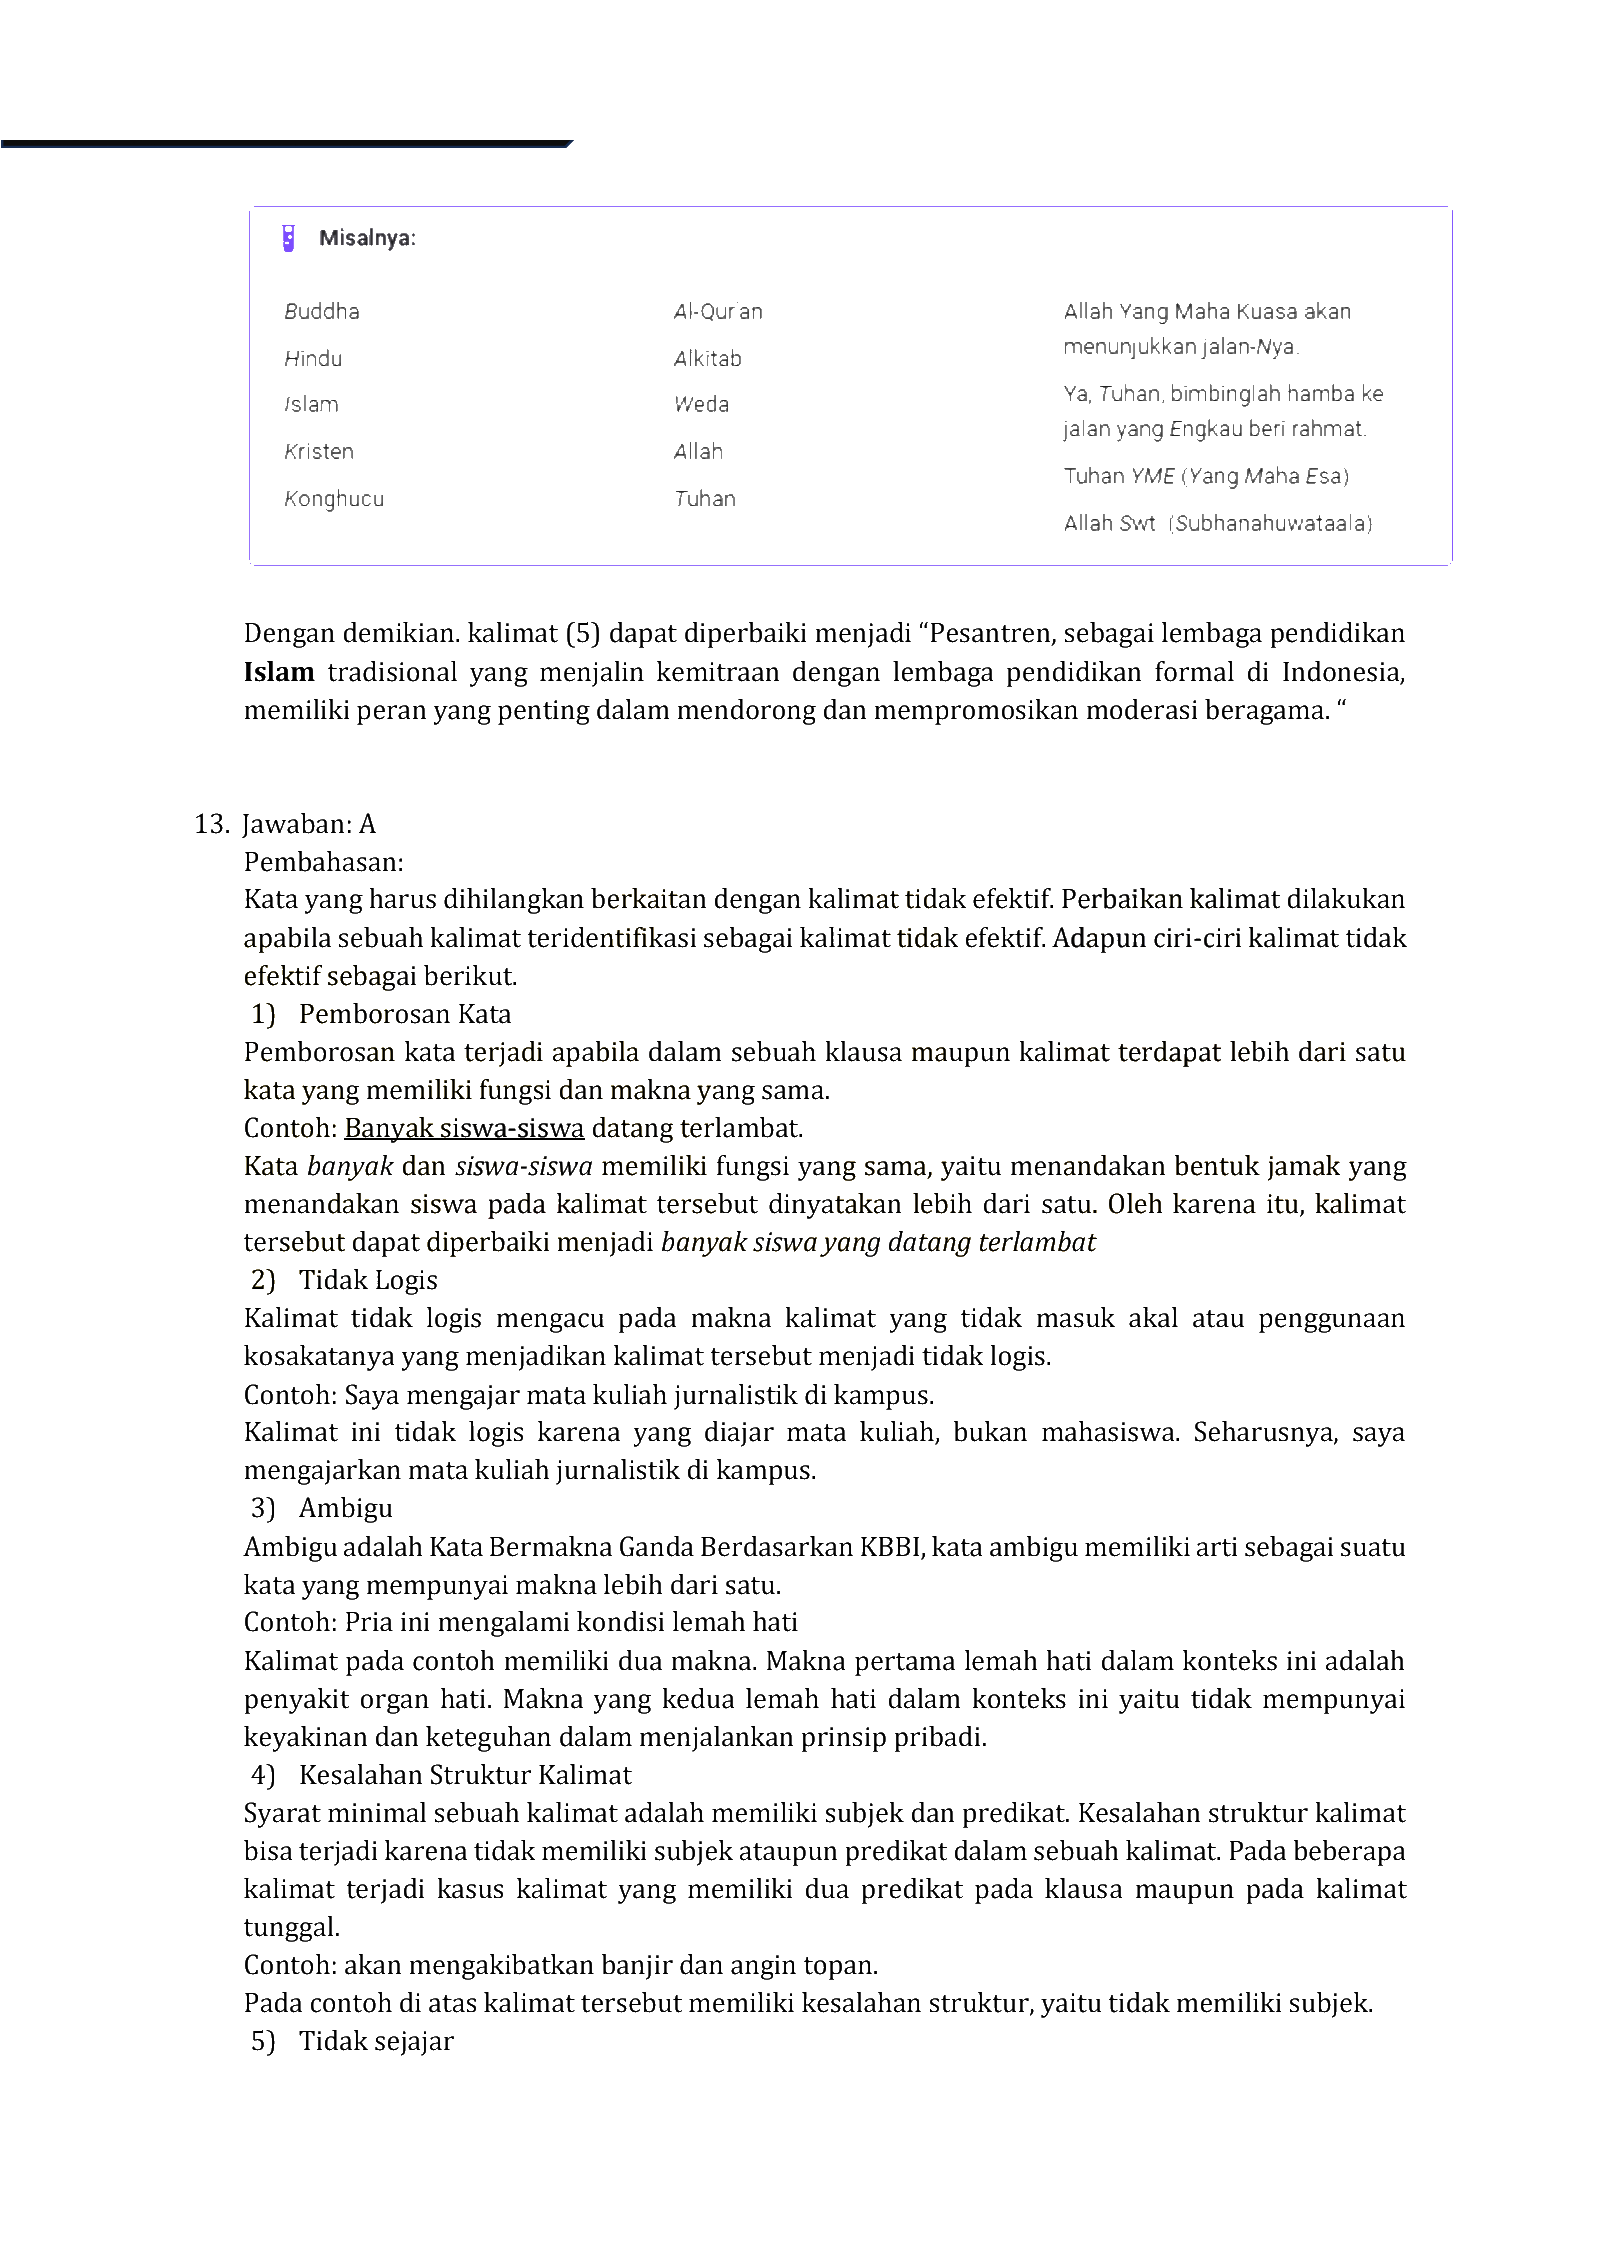 Misalnya:
Buddha
Hindu
Islam
Kristen
Konghucu
Al-Qur'an
Alkitab
Weda
Allah
Tuhan
Allah Yang Maha Kuasa akan
menunjukkan jalan-Nya.
Ya, Tuhan, bimbinglah hamba ke
jalan yang Engkau beri rahmat.
Tuhan YME (Yang Maha Esa)
Allah Swt (Subhanahuwataala)
Dengan demikian. kalimat (5) dapat diperbaiki menjadi “Pesantren, sebagai lembaga pendidikan
Islam tradisional yang menjalin kemitraan dengan lembaga pendidikan formal di Indonesia,
memiliki peran yang penting dalam mendorong dan mempromosikan moderasi beragama. “
13. Jawaban: A
Pembahasan:
Kata yang harus dihilangkan berkaitan dengan kalimat tidak efektif. Perbaikan kalimat dilakukan
apabila sebuah kalimat teridentifikasi sebagai kalimat tidak efektif. Adapun ciri-ciri kalimat tidak
efektif sebagai berikut.
1) Pemborosan Kata
Pemborosan kata terjadi apabila dalam sebuah klausa maupun kalimat terdapat lebih dari satu
kata yang memiliki fungsi dan makna yang sama.
Contoh: Banyak siswa-siswa datang terlambat.
Kata banyak dan siswa-siswa memiliki fungsi yang sama, yaitu menandakan bentuk jamak yang
menandakan siswa pada kalimat tersebut dinyatakan lebih dari satu. Oleh karena itu, kalimat
tersebut dapat diperbaiki menjadi banyak siswa yang datang terlambat
2) Tidak Logis
Kalimat tidak logis mengacu pada makna kalimat yang tidak masuk akal atau penggunaan
kosakatanya yang menjadikan kalimat tersebut menjadi tidak logis.
Contoh: Saya mengajar mata kuliah jurnalistik di kampus.
Kalimat ini tidak logis karena yang diajar mata kuliah, bukan mahasiswa. Seharusnya, saya
mengajarkan mata kuliah jurnalistik di kampus.
3) Ambigu
Ambigu adalah Kata Bermakna Ganda Berdasarkan KBBI, kata ambigu memiliki arti sebagai suatu
kata yang mempunyai makna lebih dari satu.
Contoh: Pria ini mengalami kondisi lemah hati
Kalimat pada contoh memiliki dua makna. Makna pertama lemah hati dalam konteks ini adalah
penyakit organ hati. Makna yang kedua lemah hati dalam konteks ini yaitu tidak mempunyai
keyakinan dan keteguhan dalam menjalankan prinsip pribadi.
4) Kesalahan Struktur Kalimat
Syarat minimal sebuah kalimat adalah memiliki subjek dan predikat. Kesalahan struktur kalimat
bisa terjadi karena tidak memiliki subjek ataupun predikat dalam sebuah kalimat. Pada beberapa
kalimat terjadi kasus kalimat yang memiliki dua predikat pada klausa maupun pada kalimat
tunggal.
Contoh: akan mengakibatkan banjir dan angin topan.
Pada contoh di atas kalimat tersebut memiliki kesalahan struktur, yaitu tidak memiliki subjek.
5) Tidak sejajar